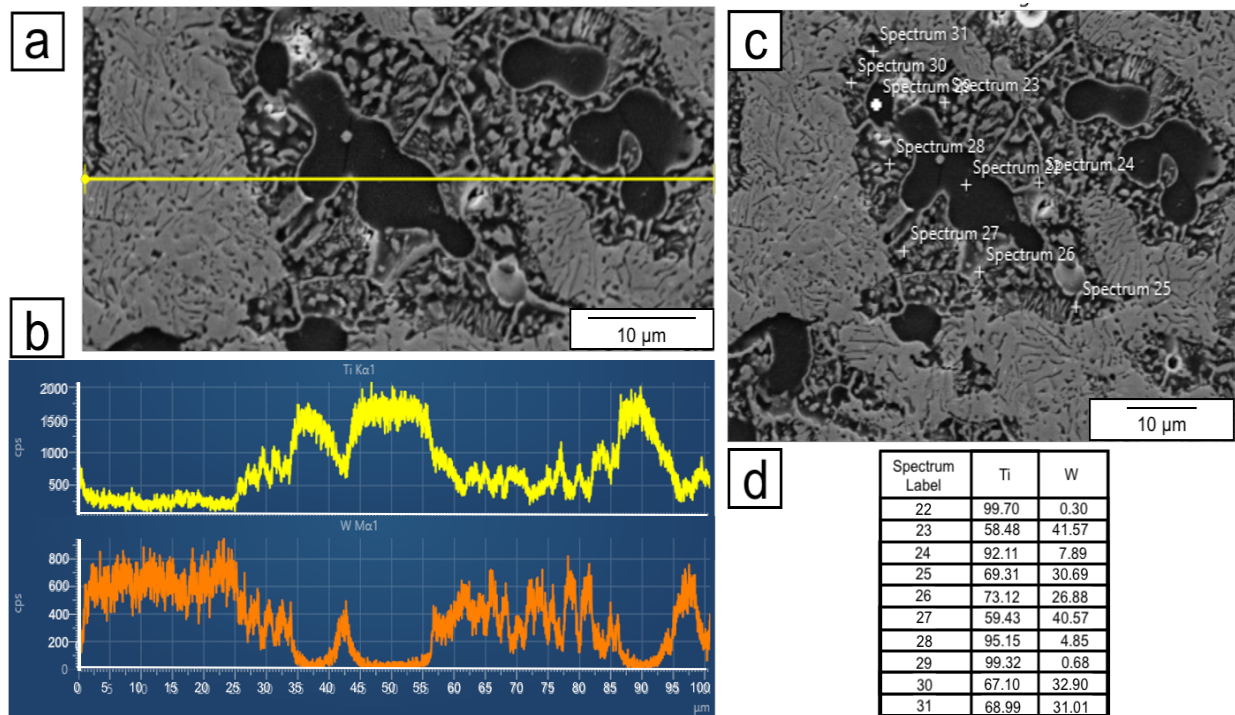 a
10 µm
b
Ti Kα1
2000
1500
1000
500
cps
W Mα1
800
600
400
200
0
cps
0 5 10 15 20 25 30 35 40 45 50 55 60 65 70 75 80 85 90 95 100
µm
c
Spectrum 31
Spectrum 30
Spectrum 29
Spectrum 23
Spectrum 28
Spectrum 22
Spectrum 24
Spectrum 27
Spectrum 26
Spectrum 25
10 µm
d
Spectrum Label Ti W
22 99.70 0.30
23 58.48 41.57
24 92.11 7.89
25 69.31 30.69
26 73.12 26.88
27 59.43 40.57
28 95.15 4.85
29 99.32 0.68
30 67.10 32.90
31 68.99 31.01